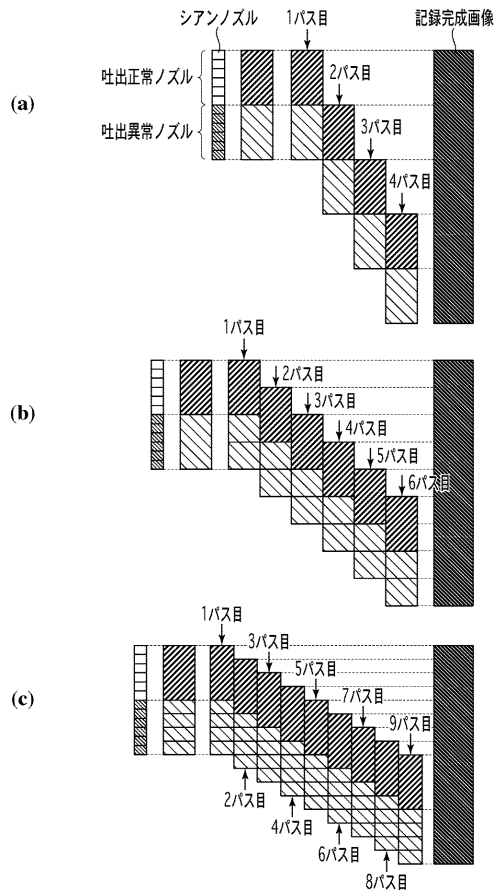 シアンノズル
1パス目
記録完成画像
吐出正常ノズル
2パス目
(a)
吐出異常ノズル
3パス目
4パス目
1パス目
2パス目
(b)
3パス目
4パス目
5パス目
6パス目
1パス目
3パス目
5パス目
(c)
7パス目
9パス目
2パス目
4パス目
6パス目
8パス目